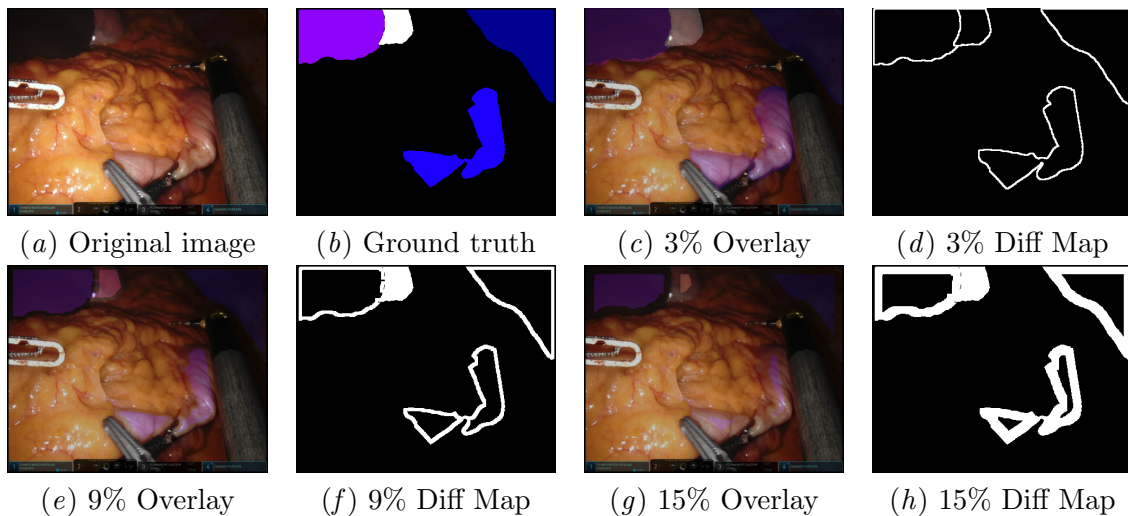 (a) Original image
(b) Ground truth
(c) 3% Overlay
(d) 3% Diff Map
(e) 9% Overlay
(f) 9% Diff Map
(g) 15% Overlay
(h) 15% Diff Map